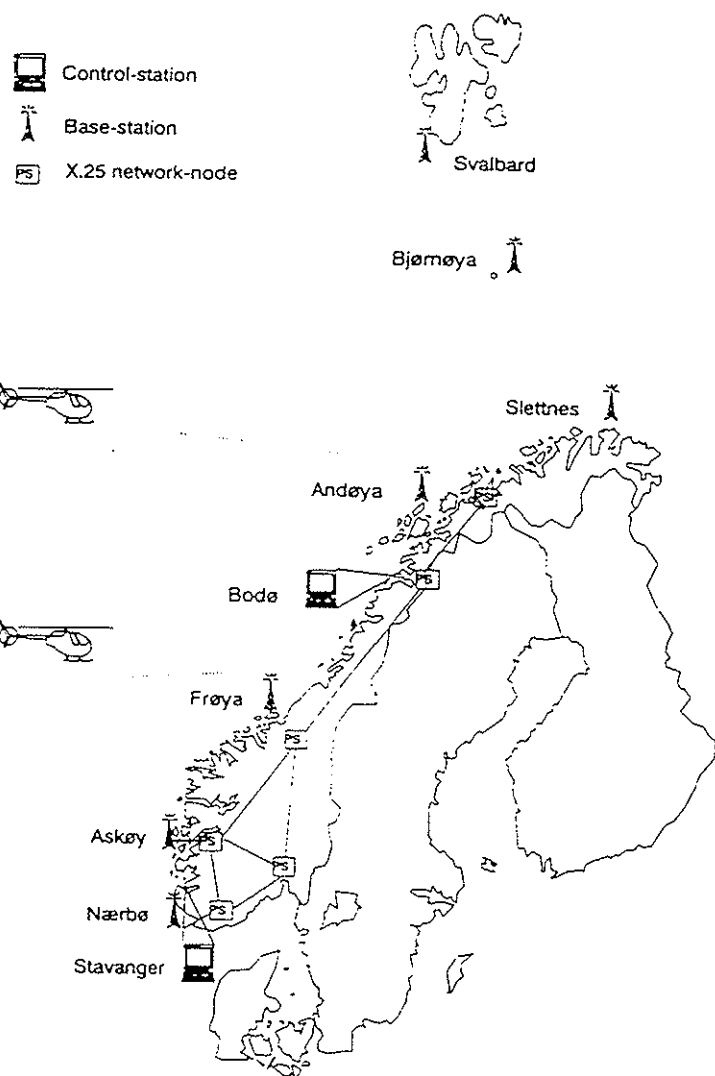 Control-station
Base-station
PS X.25 network-node
Svalbard
Bjørnøya
Slettnes
Andøya
PS
Bodø
PS
Frøya
PS
Askøy
PS
PS
Nærbø
PS
Stavanger